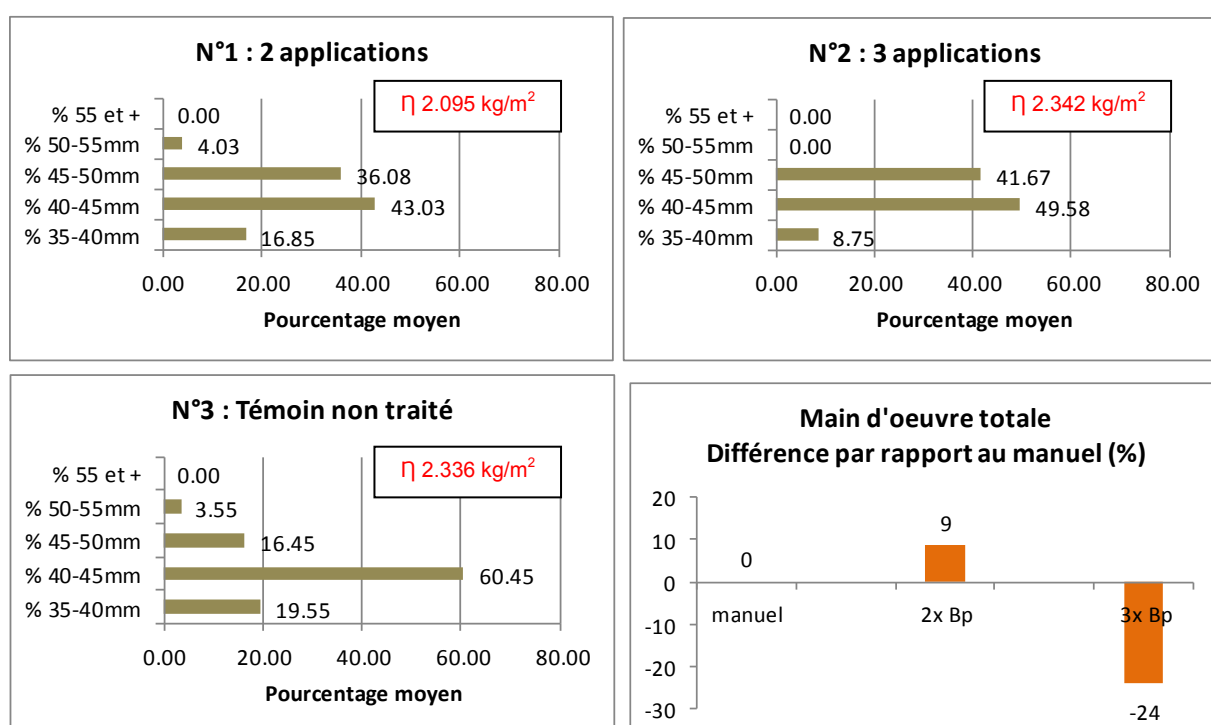 N°1 : 2 applications
Ƞ 2.095 kg/m²
% 55 et + 0.00
% 50-55mm 4.03
% 45-50mm 36.08
% 40-45mm 43.03
% 35-40mm 16.85
0.00 20.00 40.00 60.00 80.00
Pourcentage moyen
N°2 : 3 applications
Ƞ 2.342 kg/m²
% 55 et + 0.00
% 50-55mm 0.00
% 45-50mm 41.67
% 40-45mm 49.58
% 35-40mm 8.75
0.00 20.00 40.00 60.00 80.00
Pourcentage moyen
N°3 : Témoin non traité
Ƞ 2.336 kg/m²
% 55 et + 0.00
% 50-55mm 3.55
% 45-50mm 16.45
% 40-45mm 60.45
% 35-40mm 19.55
0.00 20.00 40.00 60.00 80.00
Pourcentage moyen
Main d'oeuvre totale
Différence par rapport au manuel (%)
20
10
0
-10
-20
-30
0
9
-24
manuel 2x Bp 3x Bp